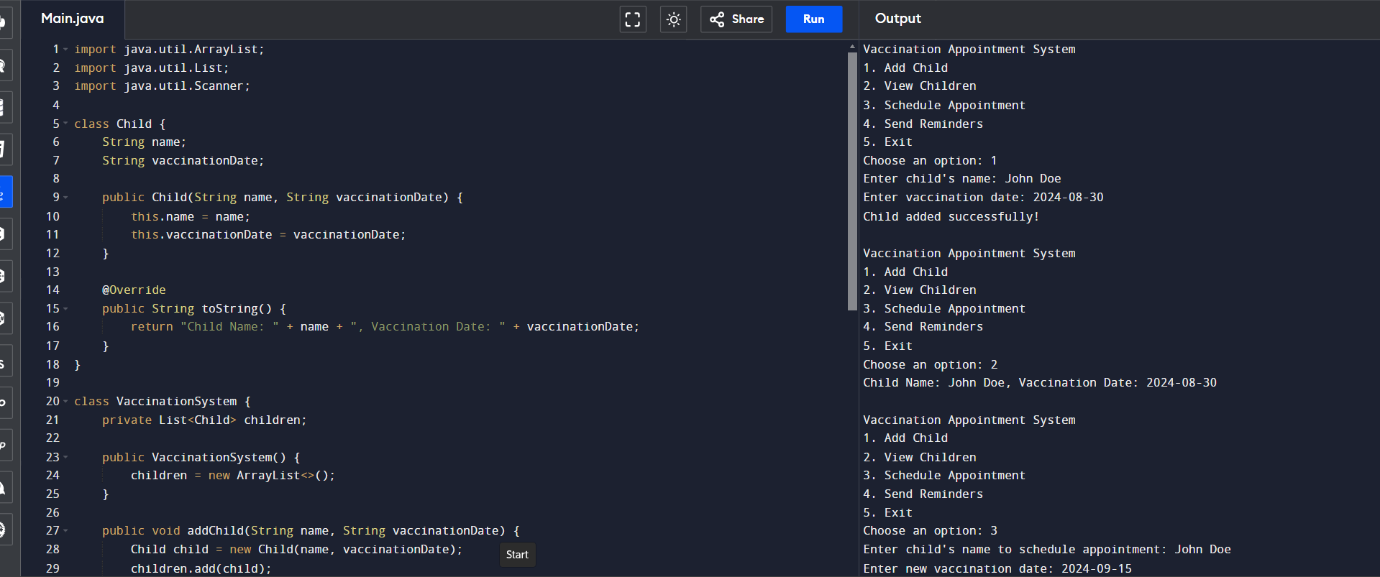 Main.java
Share
Run
Output
1 import java.util.ArrayList;
2 import java.util.List;
3 import java.util.Scanner;
4
5 class Child {
6 String name;
7 String vaccinationDate;
8
9 public Child(String name, String vaccinationDate) {
10 this.name = name;
11 this.vaccinationDate = vaccinationDate;
12 }
13
14 @Override
15 public String toString() {
16 return "Child Name: " + name + ", Vaccination Date: " + vaccinationDate;
17 }
18 }
19
20 class VaccinationSystem {
21 private List<Child> children;
22
23 public VaccinationSystem() {
24 children = new ArrayList<>();
25 }
26
27 public void addChild(String name, String vaccinationDate) {
28 Child child = new Child(name, vaccinationDate);
29 children.add(child);
Start
Vaccination Appointment System
1. Add Child
2. View Children
3. Schedule Appointment
4. Send Reminders
5. Exit
Choose an option: 1
Enter child's name: John Doe
Enter vaccination date: 2024-08-30
Child added successfully!
Vaccination Appointment System
1. Add Child
2. View Children
3. Schedule Appointment
4. Send Reminders
5. Exit
Choose an option: 2
Child Name: John Doe, Vaccination Date: 2024-08-30
Vaccination Appointment System
1. Add Child
2. View Children
3. Schedule Appointment
4. Send Reminders
5. Exit
Choose an option: 3
Enter child's name to schedule appointment: John Doe
Enter new vaccination date: 2024-09-15